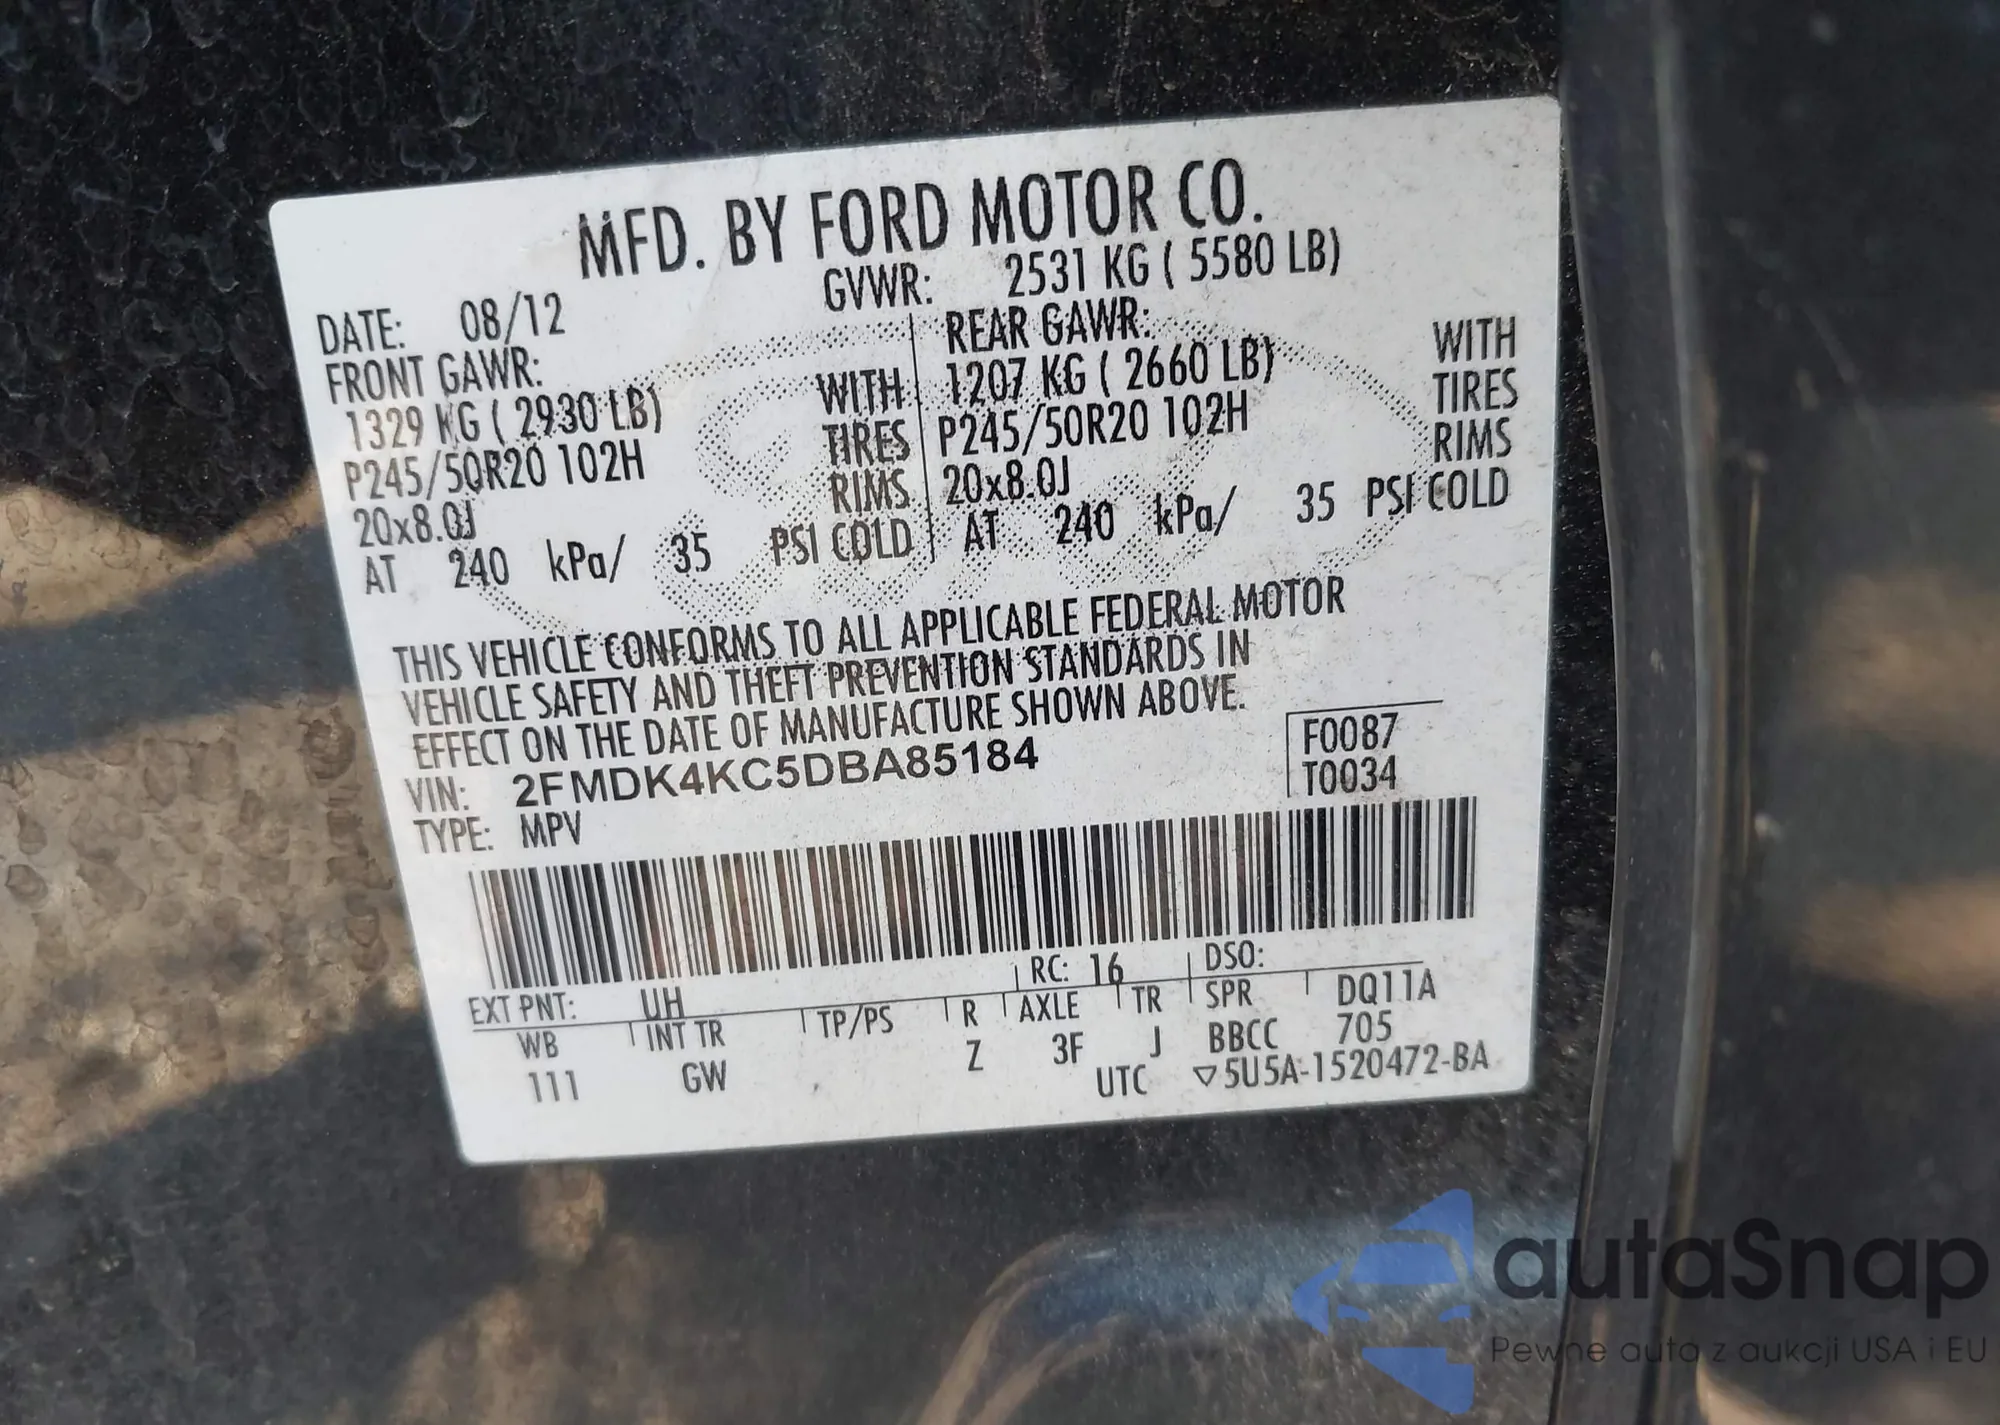 MFD. BY FORD MOTOR CO.
DATE: 08/12 GVWR: 2531 KG ( 5580 LB)
FRONT GAWR: REAR GAWR:
1329 KG ( 2930 LB) WITH 1207 KG ( 2660 LB) WITH
P245/50R20 102H TIRES P245/50R20 102H TIRES
20x8.0J RIMS 20x8.0J RIMS
AT 240 kPa/ 35 PSI COLD AT 240 kPa/ 35 PSI COLD
THIS VEHICLE CONFORMS TO ALL APPLICABLE FEDERAL MOTOR
VEHICLE SAFETY AND THEFT PREVENTION STANDARDS IN
EFFECT ON THE DATE OF MANUFACTURE SHOWN ABOVE.
VIN: 2FMDK4KC5DBA85184 F0087
TYPE: MPV T0034
EXT PNT: UH RC: 16 DSO:
WB INT TR TP/PS R AXLE TR SPR DQ11A
111 GW Z 3F J BBCC 705
UTC ▽5U5A-1520472-BA
autaSnap
Pewne auta z aukcji USA i EU